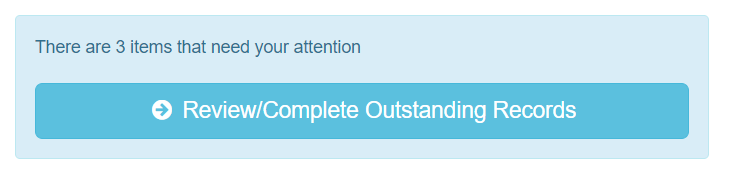 There are 3 items that need your attention
Review/Complete Outstanding Records